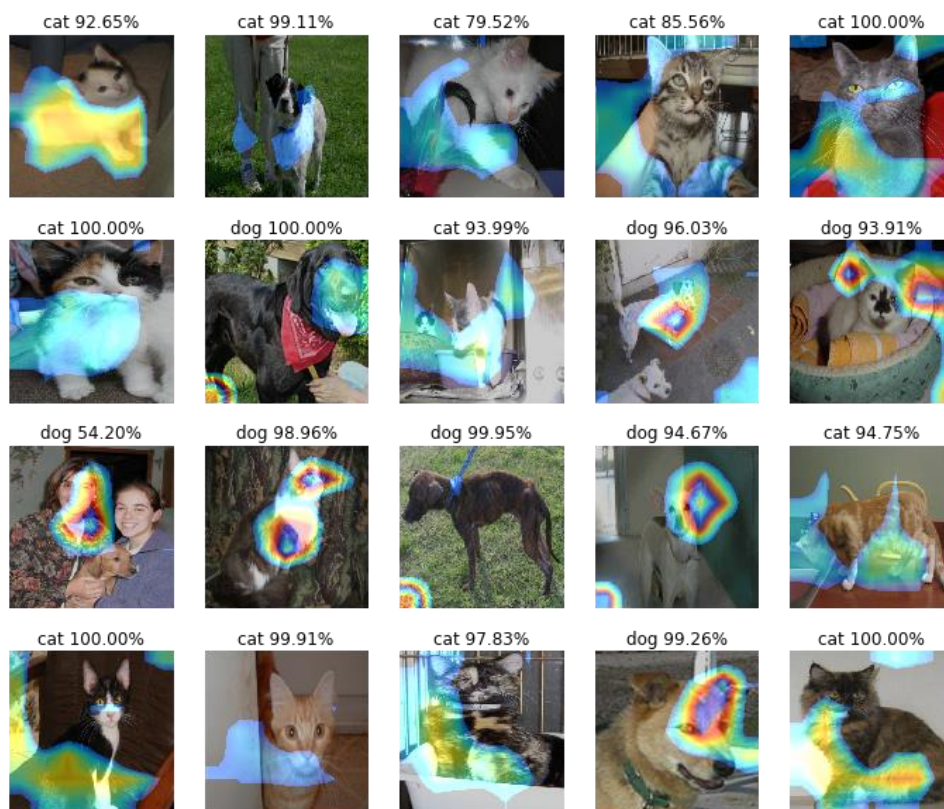 cat 92.65% cat 99.11% cat 79.52% cat 85.56% cat 100.00%
cat 100.00% dog 100.00% cat 93.99% dog 96.03% dog 93.91%
dog 54.20% dog 98.96% dog 99.95% dog 94.67% cat 94.75%
cat 100.00% cat 99.91% cat 97.83% dog 99.26% cat 100.00%